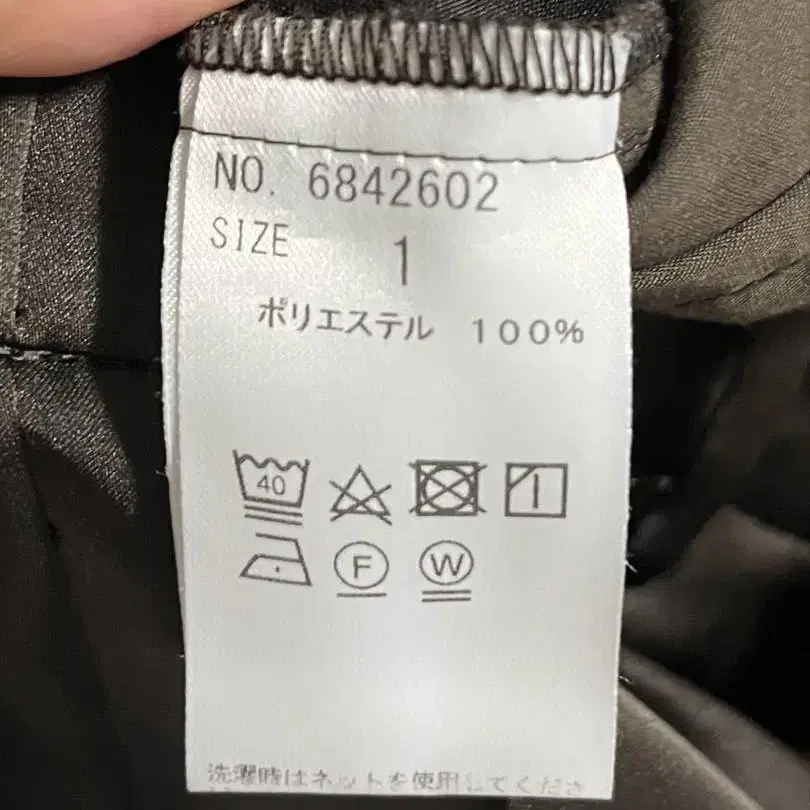 NO. 6842602
SIZE 1
ポリエステル 100%
40
F W
洗濯時はネットを使用してくださ